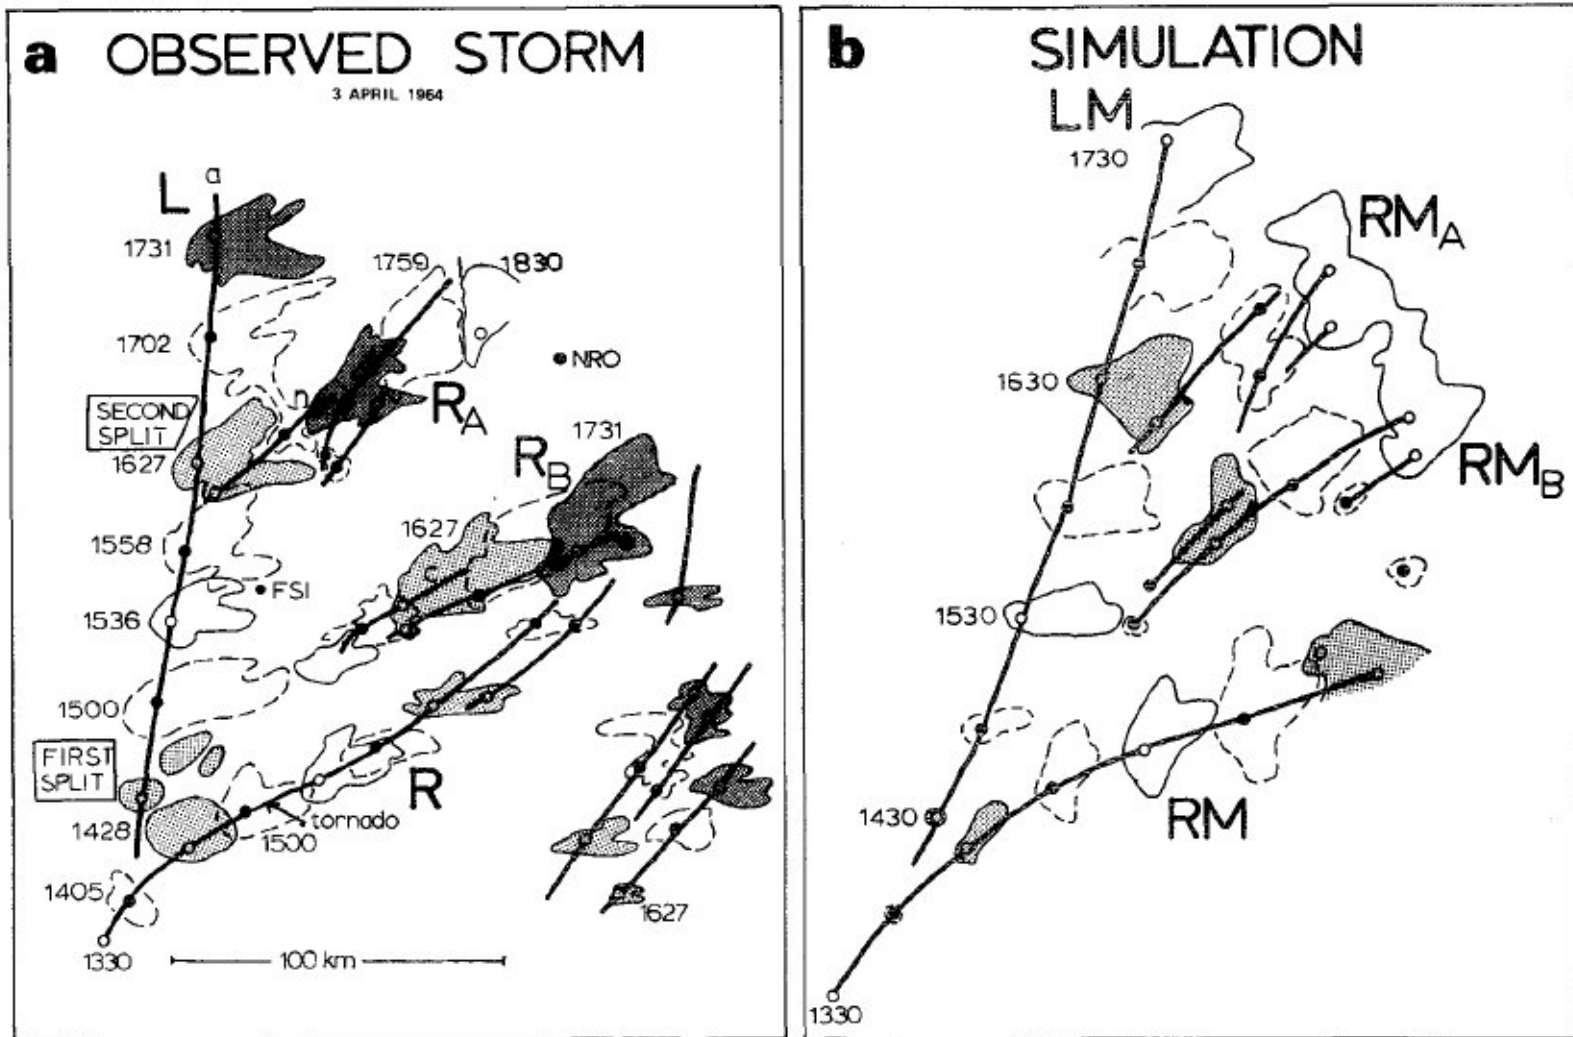 a OBSERVED STORM
3 APRIL 1964
L a
1731
1759 1830
1702
NRO
n
R_A
SECOND
SPLIT
1627
R_B
1731
1627
1558
c
FSI
1536
1500
FIRST
SPLIT
R
1428
tornado
1500
1405
1627
1330
100 km
b SIMULATION
LM
1730
RM_A
1630
RM_B
1530
1430
RM
1330